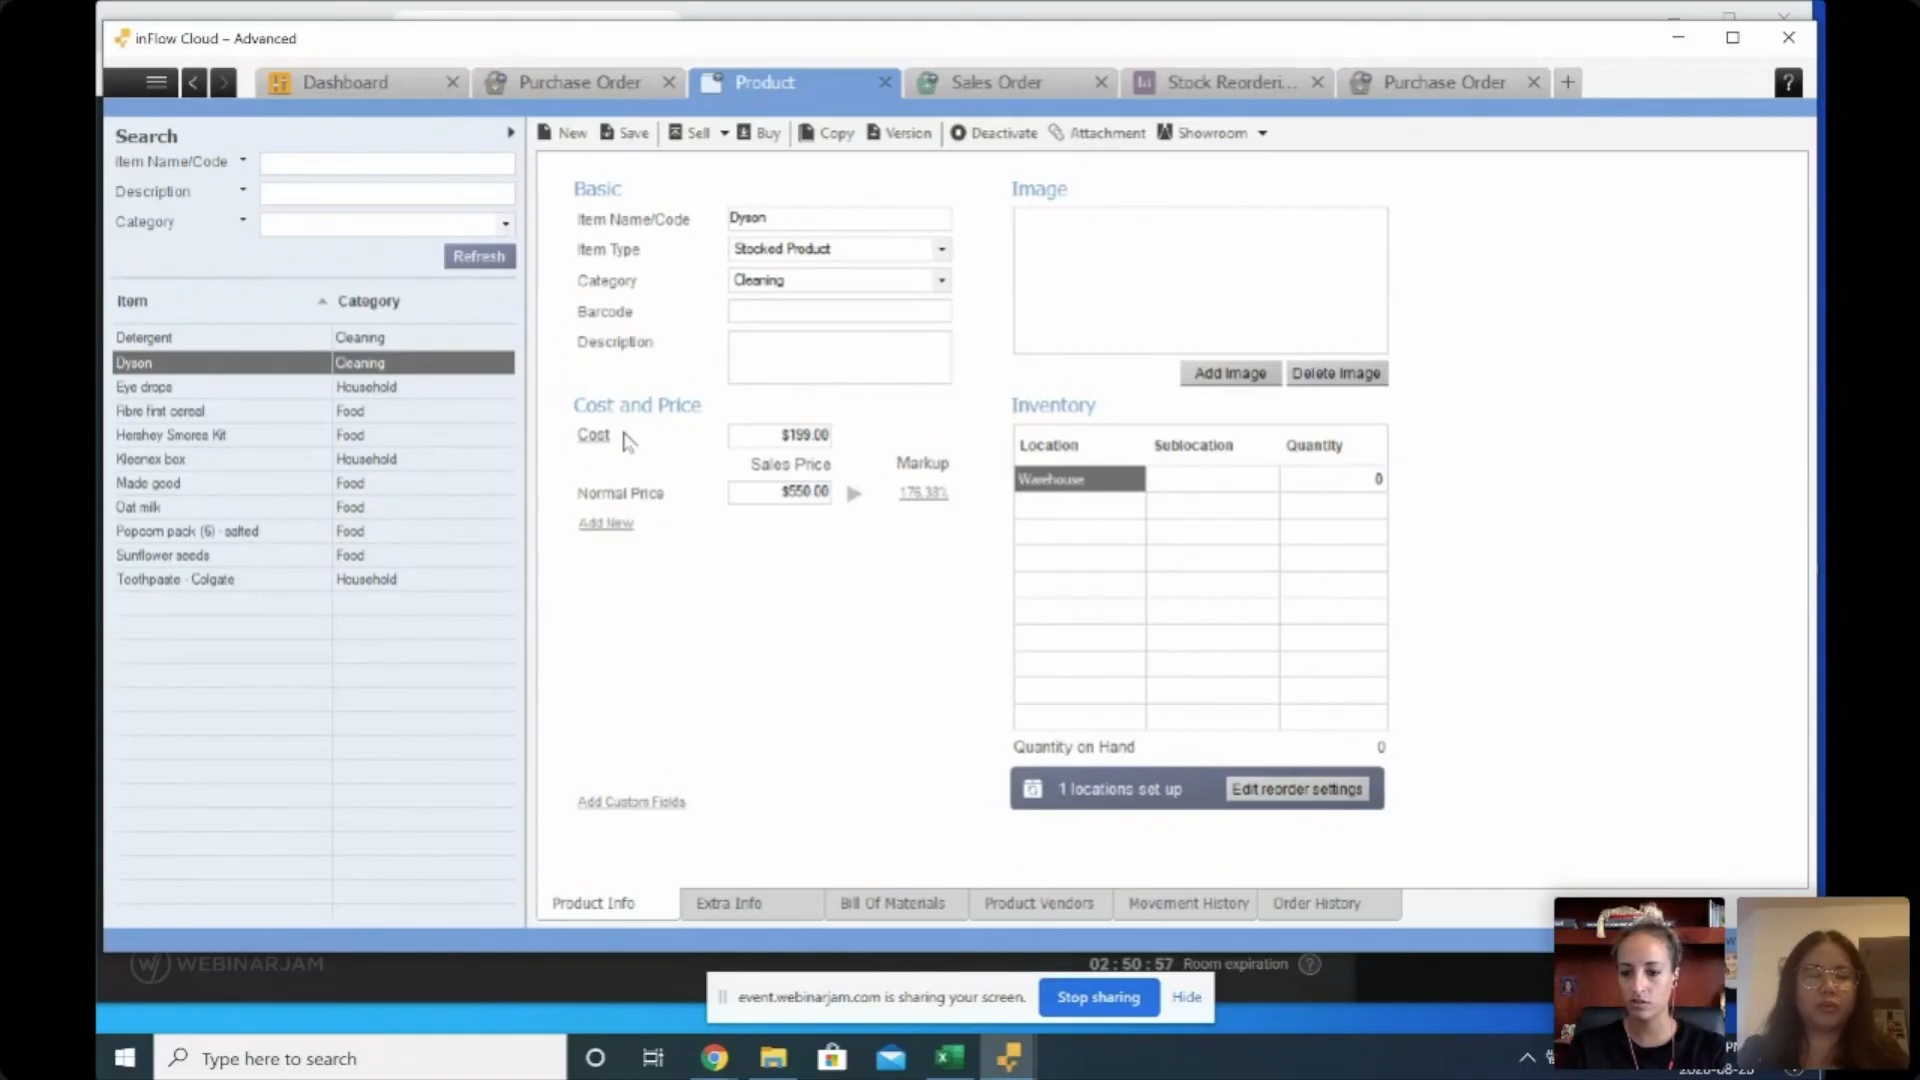 inFlow Cloud – Advanced
Dashboard
Purchase Order
Product
Sales Order
Stock Reorderi...
Purchase Order
?
Search
Item Name/Code
Description
Category
Refresh
Item Category
Detergent Cleaning
Dyson Cleaning
Eye drops Household
Fibre first cereal Food
Hershey Smores Kit Food
Kleenex box Household
Made good Food
Oat milk Food
Popcorn pack (6) - salted Food
Sunflower seeds Food
Toothpaste - Colgate Household
New Save Sell Buy Copy Version Deactivate Attachment Showroom
Basic
Item Name/Code Dyson
Item Type Stocked Product
Category Cleaning
Barcode
Description
Cost and Price
Cost $199.00
Sales Price Markup
Normal Price $550.00 176.38%
Add New
Add Custom Fields
Image
Add Image Delete Image
Inventory
Location Sublocation Quantity
Warehouse 0
Quantity on Hand 0
1 locations set up Edit reorder settings
Product Info Extra Info Bill Of Materials Product Vendors Movement History Order History
WEBINARJAM
02:50:57 Room expiration ?
event.webinarjam.com is sharing your screen. Stop sharing Hide
Type here to search